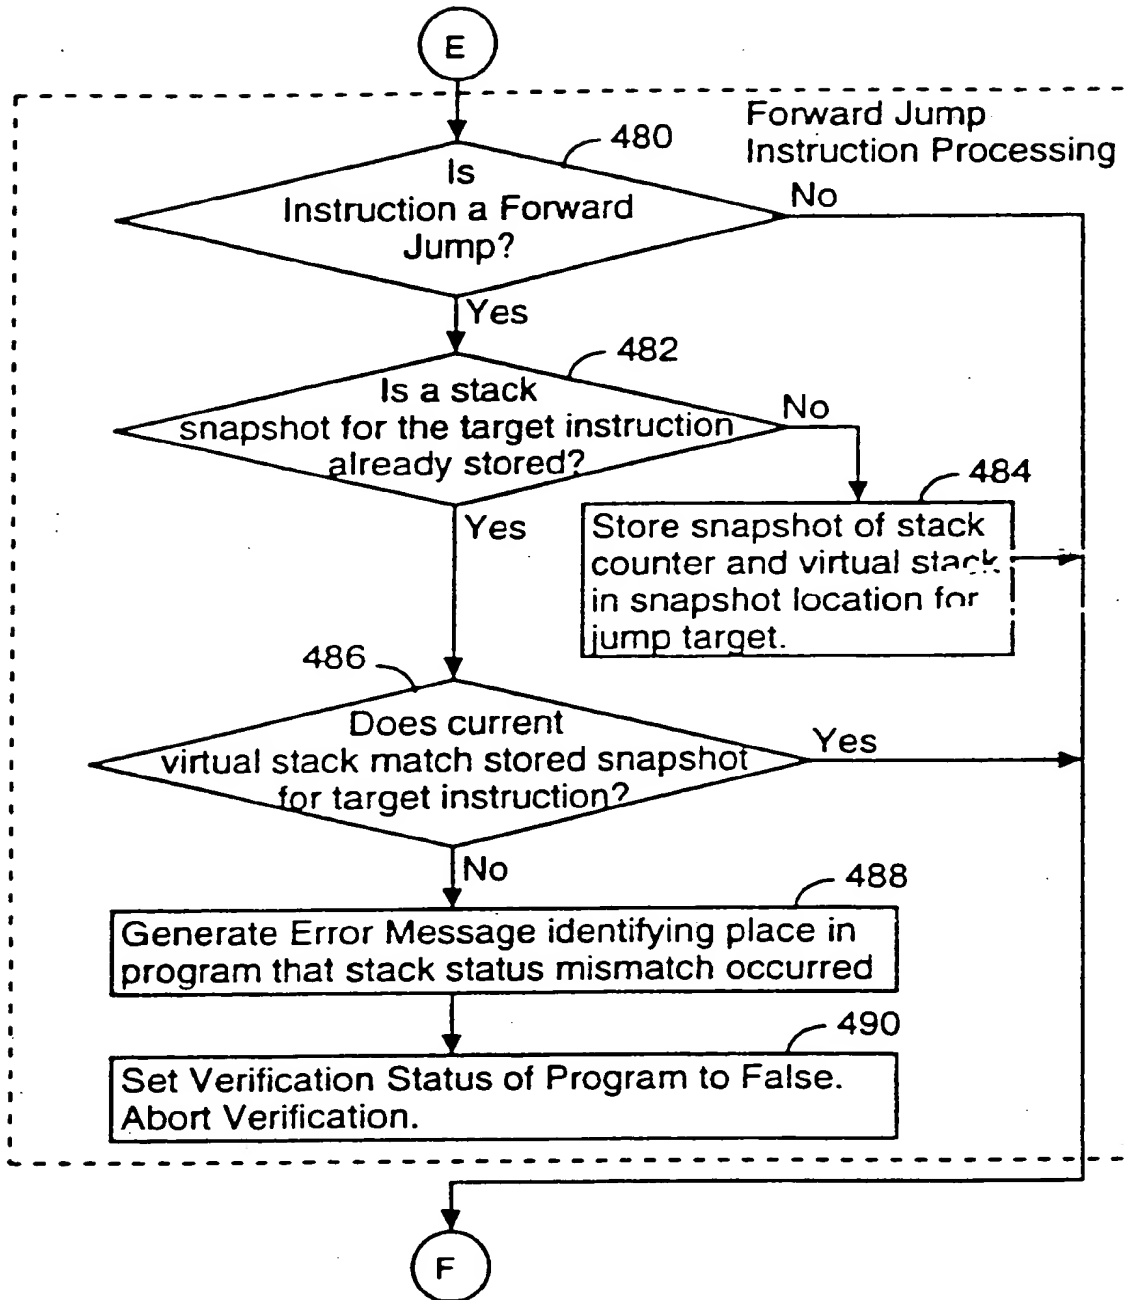 E
Forward Jump
Instruction Processing
480
Is
Instruction a Forward
Jump?
No
Yes
482
Is a stack
snapshot for the target instruction
already stored?
No
Yes
484
Store snapshot of stack
counter and virtual stack
in snapshot location for
jump target.
486
Does current
virtual stack match stored snapshot
for target instruction?
Yes
No
488
Generate Error Message identifying place in
program that stack status mismatch occurred
490
Set Verification Status of Program to False.
Abort Verification.
F